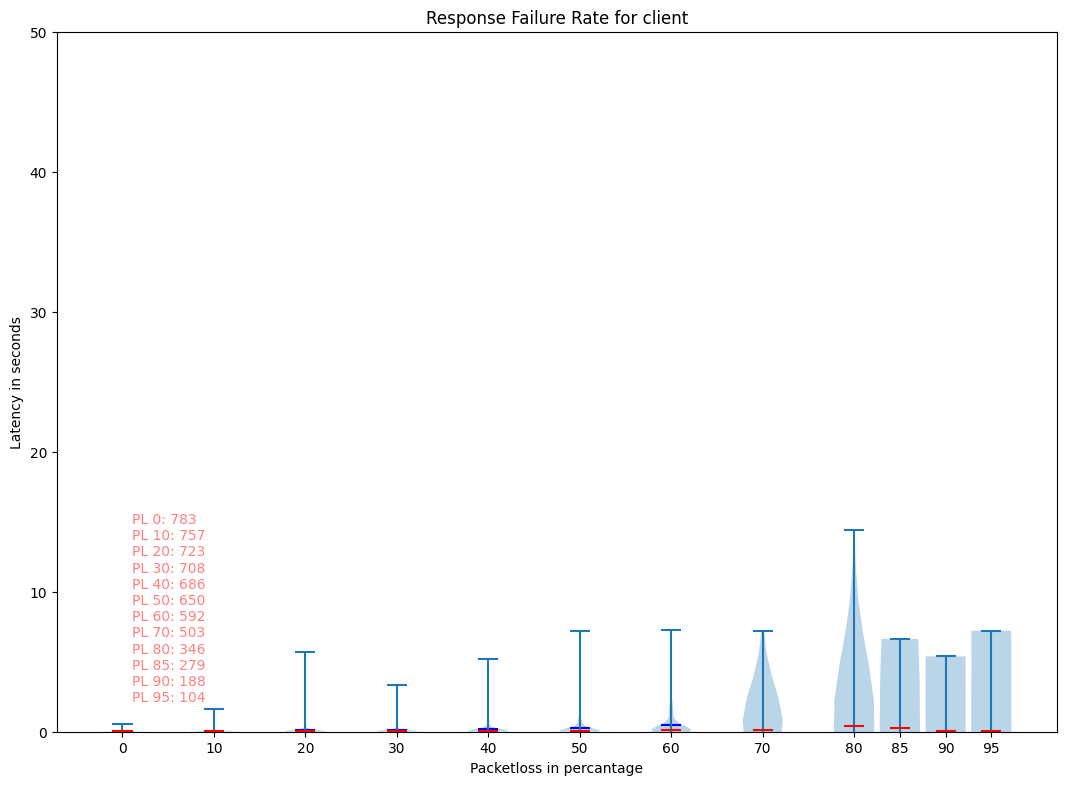 Response Failure Rate for client
50
40
30
20
10
0
Latency in seconds
PL 0: 783
PL 10: 757
PL 20: 723
PL 30: 708
PL 40: 686
PL 50: 650
PL 60: 592
PL 70: 503
PL 80: 346
PL 85: 279
PL 90: 188
PL 95: 104
0 10 20 30 40 50 60 70 80 85 90 95
Packetloss in percantage